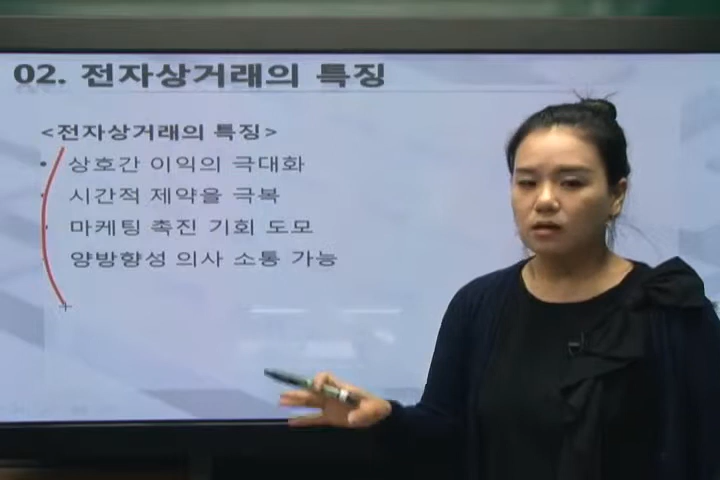 02. 전자상거래의 특징
<전자상거래의 특징>
• 상호간 이익의 극대화
• 시간적 제약을 극복
• 마케팅 촉진 기회 도모
• 양방향성 의사 소통 가능